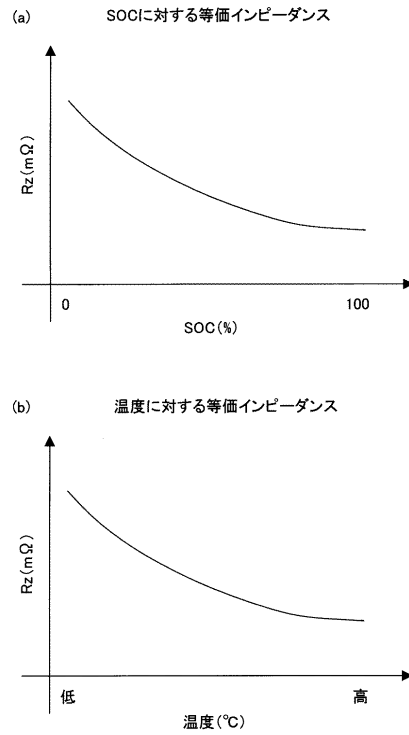 (a) SOCに対する等価インピーダンス
Rz(mΩ)
0 100
SOC(%)
(b) 温度に対する等価インピーダンス
Rz(mΩ)
低 高
温度(℃)